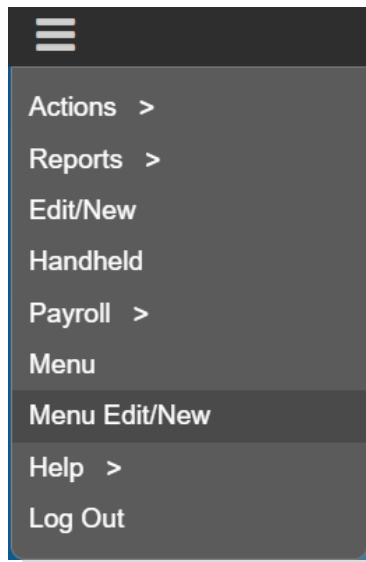 Actions >
Reports >
Edit/New
Handheld
Payroll >
Menu
Menu Edit/New
Help >
Log Out